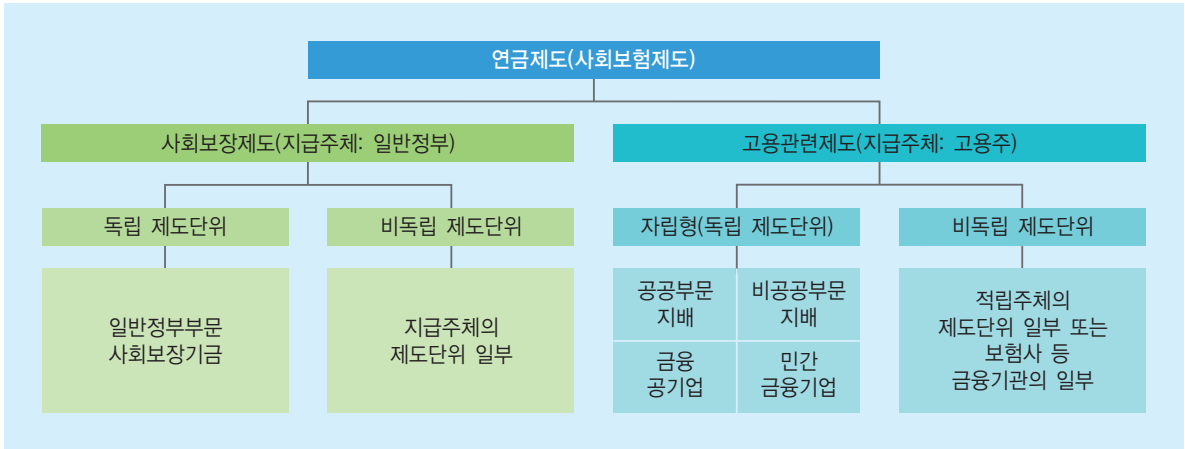 연금제도(사회보험제도)
사회보장제도(지급주체: 일반정부)
고용관련제도(지급주체: 고용주)
독립 제도단위
비독립 제도단위
자립형(독립 제도단위)
비독립 제도단위
일반정부부문
사회보장기금
지급주체의
제도단위 일부
공공부문
지배
비공공부문
지배
금융
공기업
민간
금융기업
적립주체의
제도단위 일부 또는
보험사 등
금융기관의 일부